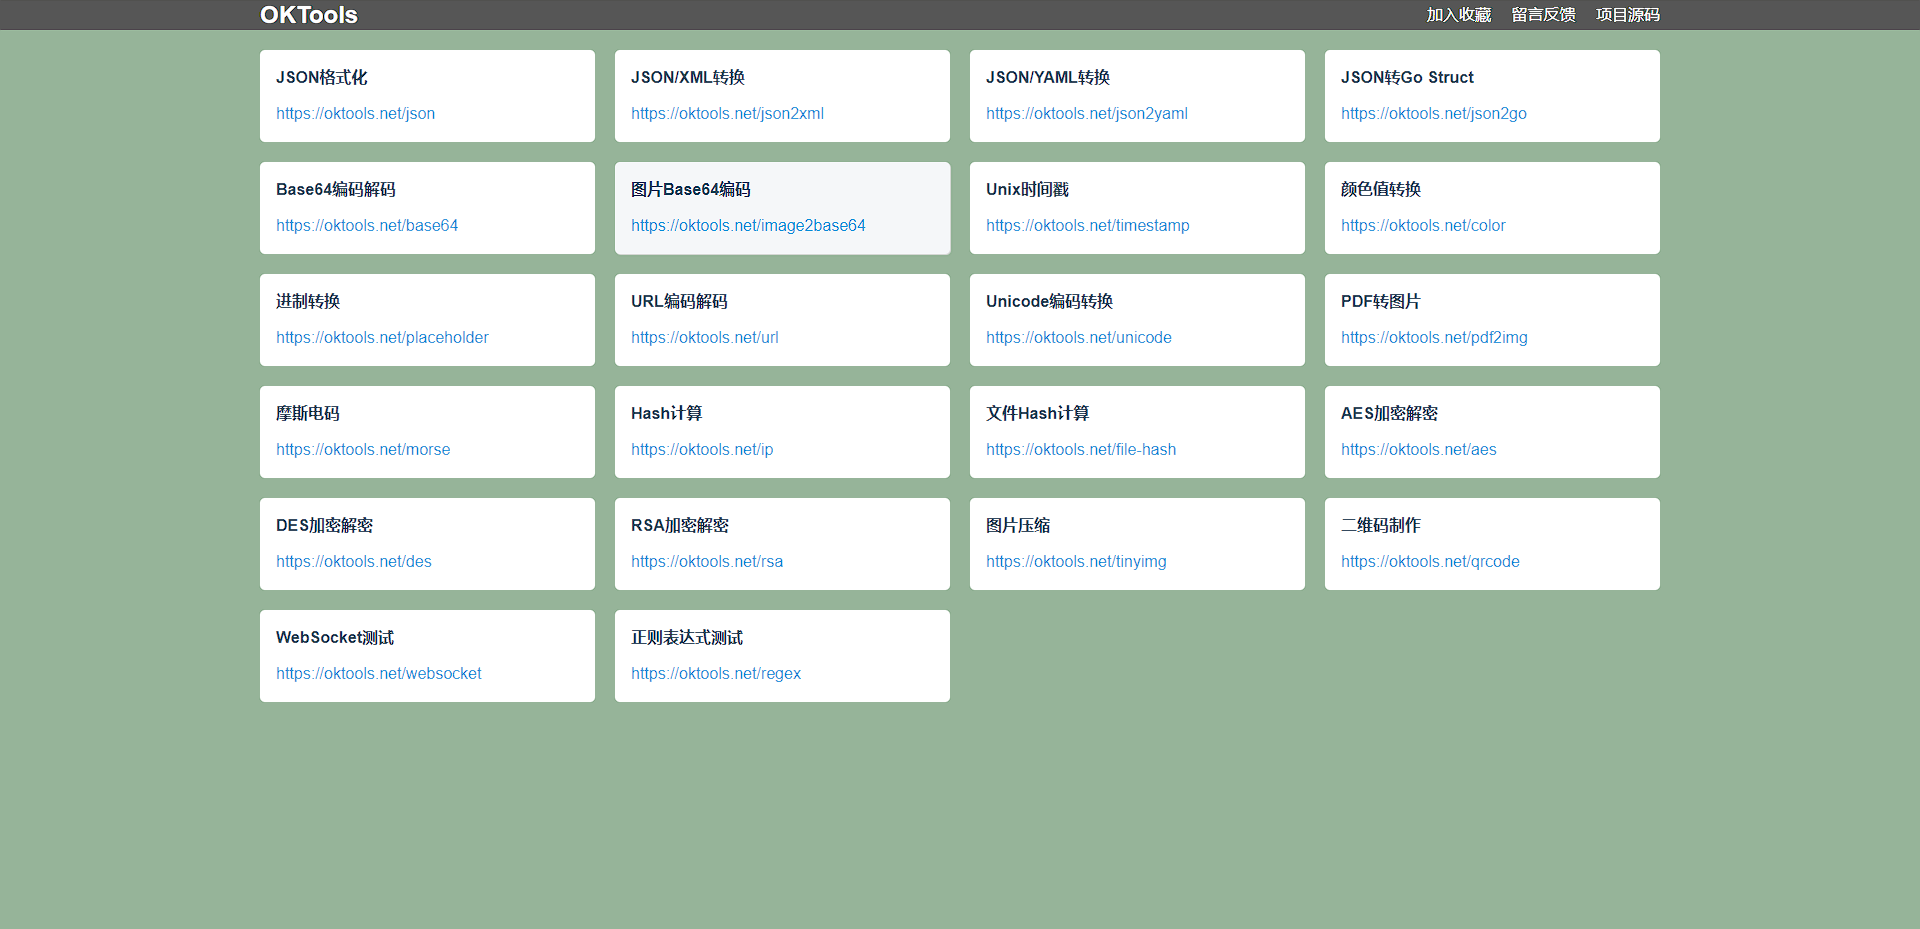 OKTools
加入收藏 留言反馈 项目源码
JSON格式化
https://oktools.net/json
JSON/XML转换
https://oktools.net/json2xml
JSON/YAML转换
https://oktools.net/json2yaml
JSON转Go Struct
https://oktools.net/json2go
Base64编码解码
https://oktools.net/base64
图片Base64编码
https://oktools.net/image2base64
Unix时间戳
https://oktools.net/timestamp
颜色值转换
https://oktools.net/color
进制转换
https://oktools.net/placeholder
URL编码解码
https://oktools.net/url
Unicode编码转换
https://oktools.net/unicode
PDF转图片
https://oktools.net/pdf2img
摩斯电码
https://oktools.net/morse
Hash计算
https://oktools.net/ip
文件Hash计算
https://oktools.net/file-hash
AES加密解密
https://oktools.net/aes
DES加密解密
https://oktools.net/des
RSA加密解密
https://oktools.net/rsa
图片压缩
https://oktools.net/tinyimg
二维码制作
https://oktools.net/qrcode
WebSocket测试
https://oktools.net/websocket
正则表达式测试
https://oktools.net/regex